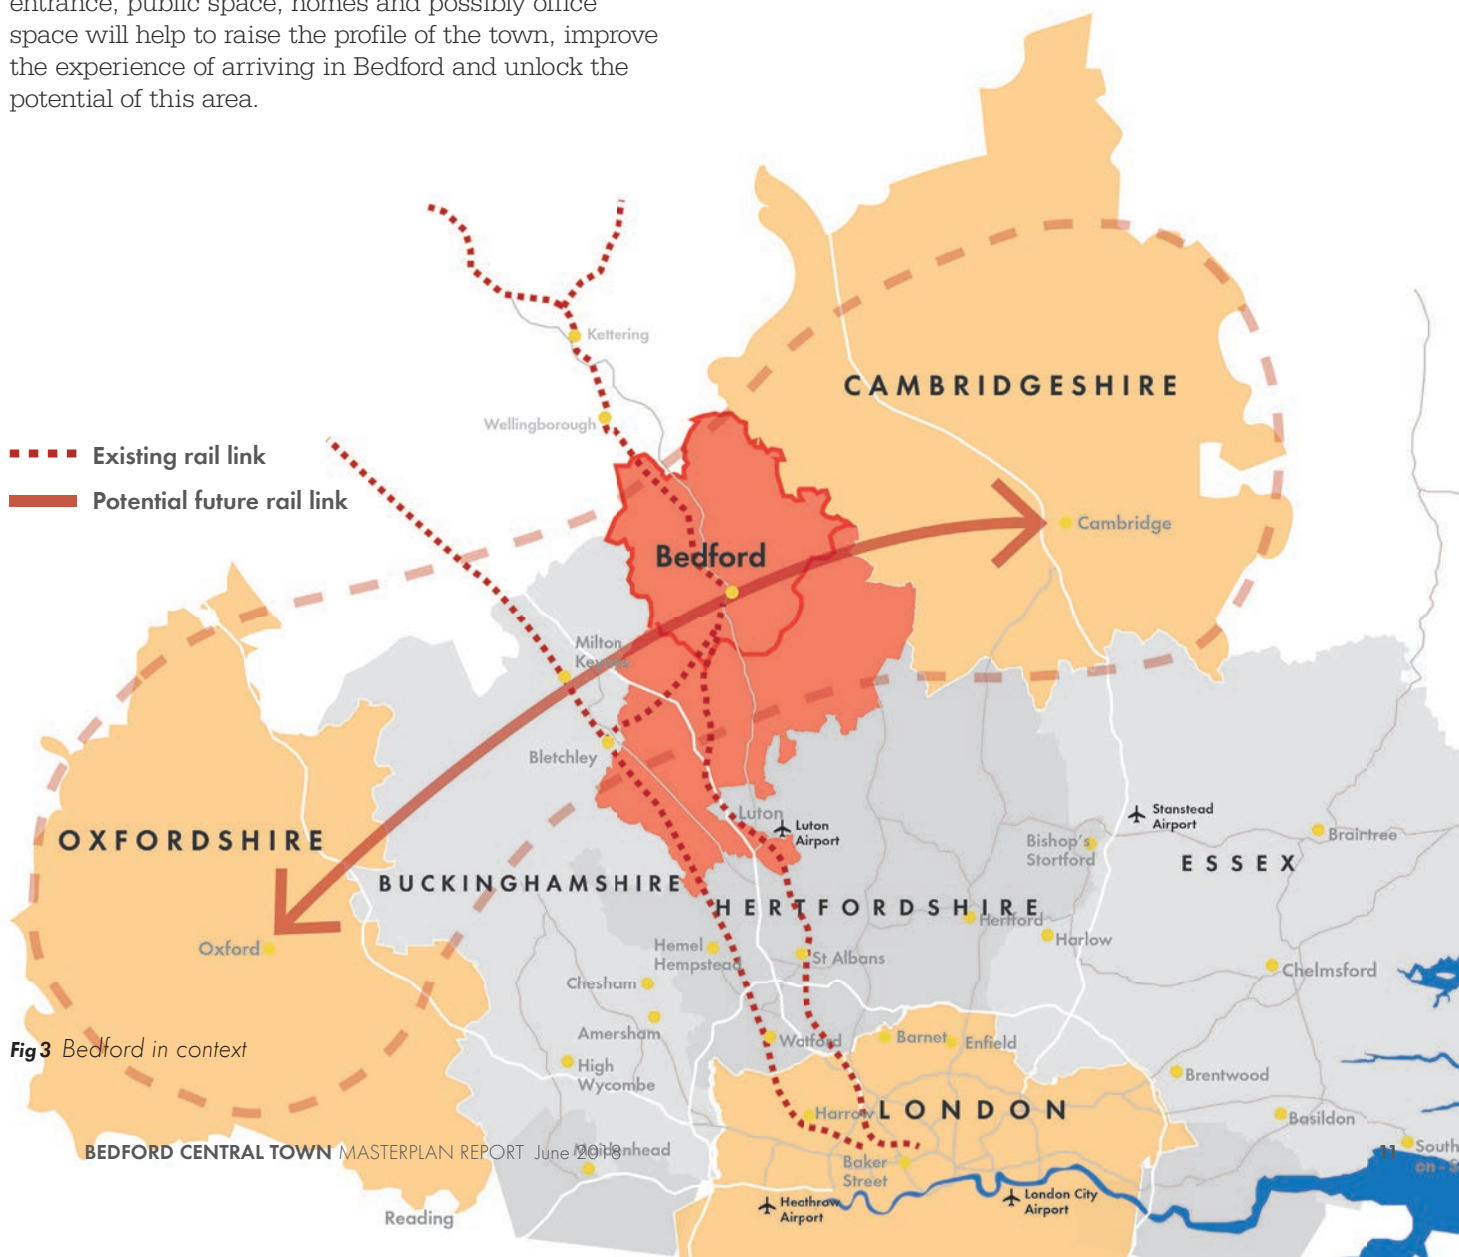 entrance, public space, homes and possibly office
space will help to raise the profile of the town, improve
the experience of arriving in Bedford and unlock the
potential of this area.
Kettering
CAMBRIDGESHIRE
Wellingborough
Existing rail link
Potential future rail link
Cambridge
Bedford
Milton
Keynes
Bletchley
Luton
Luton
Airport
Stanstead
Airport
Braintree
OXFORDSHIRE
Bishop's
Stortford
ESSEX
BUCKINGHAMSHIRE
HERTFORDSHIRE
Hertford
Harlow
Oxford
Hemel
Hempstead
St Albans
Chelmsford
Chesham
Amersham
Watford
Barnet
Enfield
Fig 3 Bedford in context
High
Wycombe
Brentwood
Harrow
LONDON
Basildon
BEDFORD CENTRAL TOWN MASTERPLAN REPORT June 2018
Maidenhead
11
South
on - S
Baker
Street
Heathrow
Airport
London City
Airport
Reading